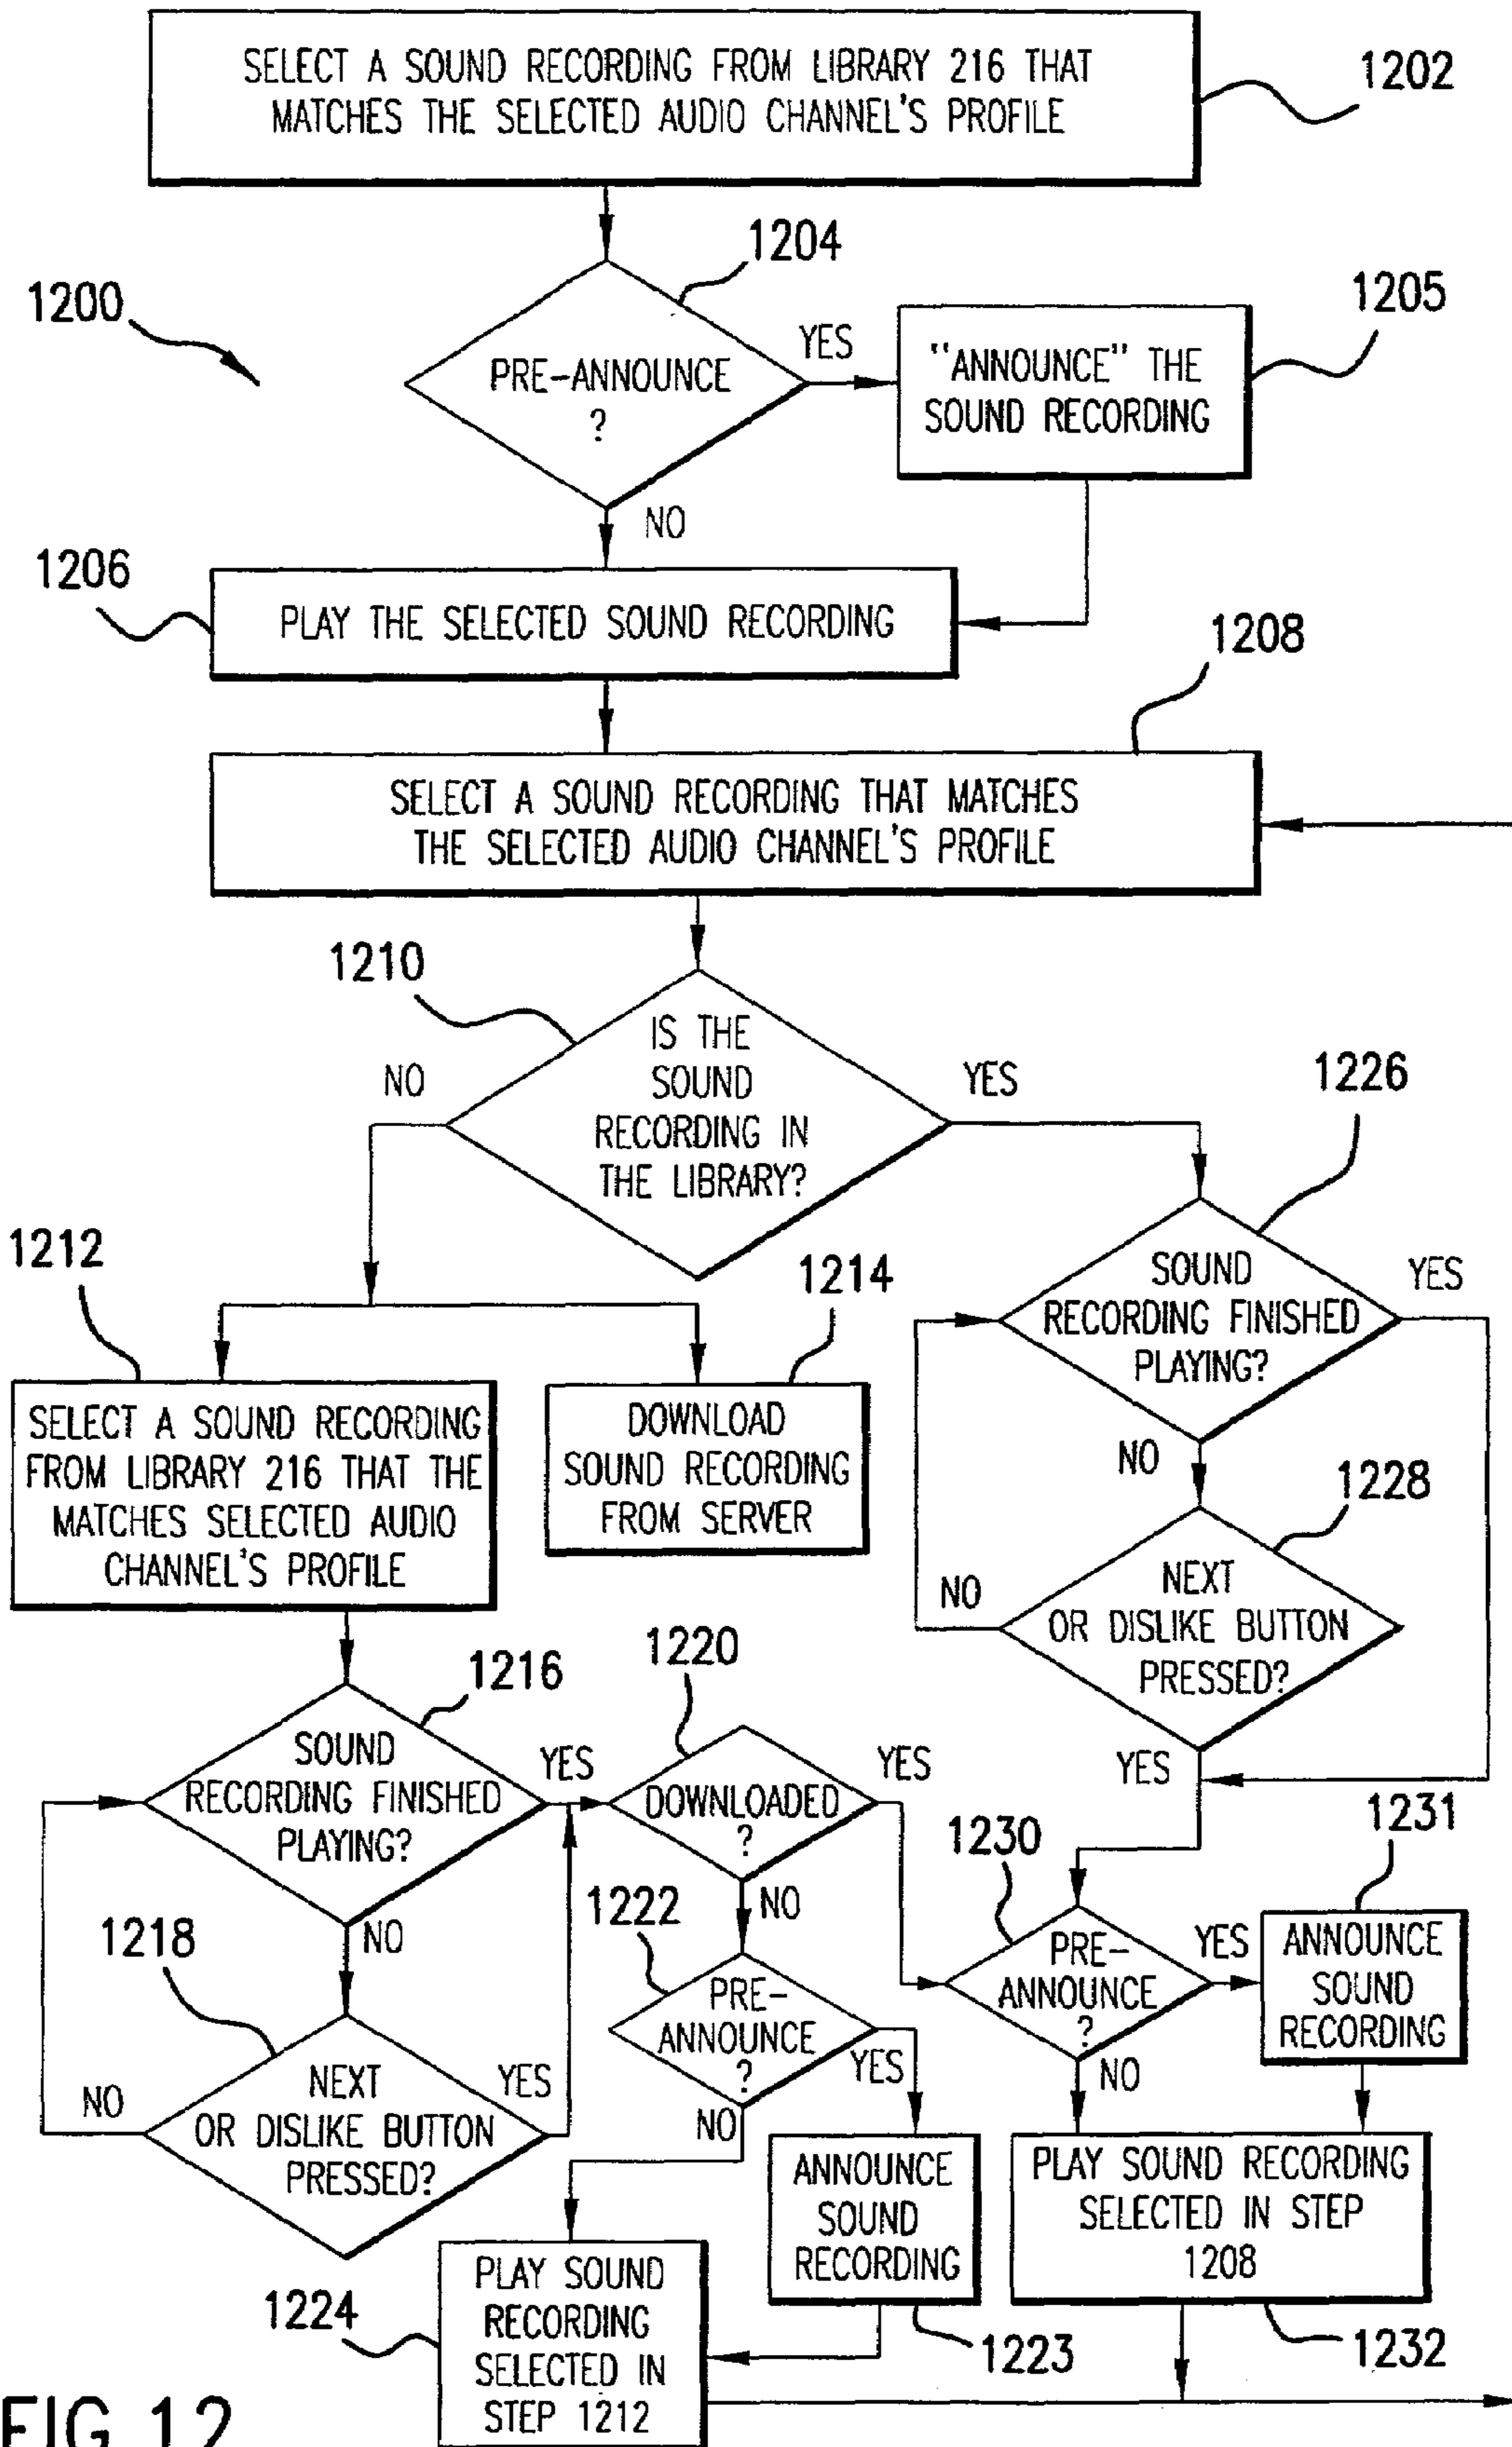 SELECT A SOUND RECORDING FROM LIBRARY 216 THAT
MATCHES THE SELECTED AUDIO CHANNEL'S PROFILE
1202
1204
1200
PRE-ANNOUNCE
?
YES
1205
"ANNOUNCE" THE
SOUND RECORDING
NO
1206
PLAY THE SELECTED SOUND RECORDING
1208
SELECT A SOUND RECORDING THAT MATCHES
THE SELECTED AUDIO CHANNEL'S PROFILE
1210
IS THE
SOUND
RECORDING IN
THE LIBRARY?
NO
YES
1226
SOUND
RECORDING FINISHED
PLAYING?
YES
NO
1228
NEXT
OR DISLIKE BUTTON
PRESSED?
NO
YES
1212
SELECT A SOUND RECORDING
FROM LIBRARY 216 THAT THE
MATCHES SELECTED AUDIO
CHANNEL'S PROFILE
1214
DOWNLOAD
SOUND RECORDING
FROM SERVER
1216
SOUND
RECORDING FINISHED
PLAYING?
YES
NO
1218
NEXT
OR DISLIKE BUTTON
PRESSED?
NO
YES
1220
DOWNLOADED
?
YES
NO
1222
PRE-
ANNOUNCE
?
YES
NO
1230
PRE-
ANNOUNCE
?
YES
NO
1231
ANNOUNCE
SOUND
RECORDING
ANNOUNCE
SOUND
RECORDING
1223
PLAY SOUND RECORDING
SELECTED IN STEP
1208
1232
1224
PLAY SOUND
RECORDING
SELECTED IN
STEP 1212
FIG.12